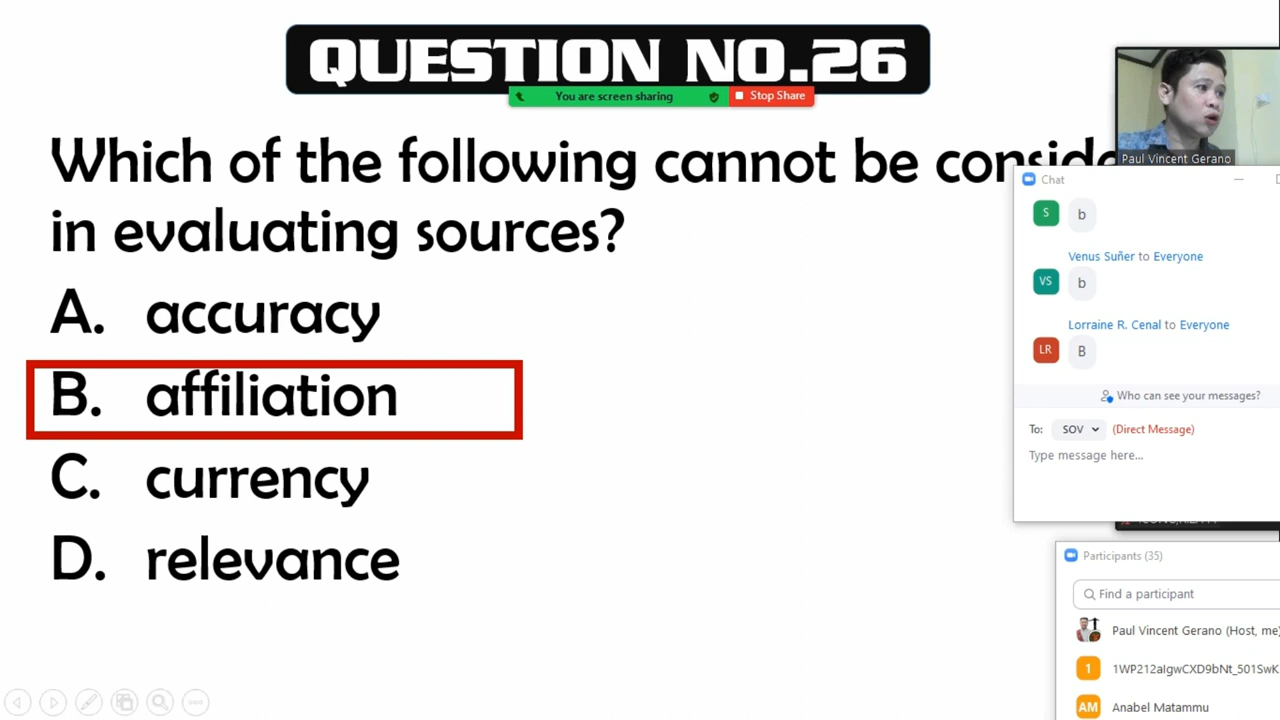 QUESTION NO.26
You are screen sharing
Stop Share
Which of the following cannot be
in evaluating sources?
A. accuracy
B. affiliation
C. currency
D. relevance
Paul Vincent Gerano
Chat
S
b
Venus Suñer to Everyone
VS
b
Lorraine R. Cenal to Everyone
LR
B
Who can see your messages?
To: SOV (Direct Message)
Type message here...
Participants (35)
Find a participant
Paul Vincent Gerano (Host, me)
1
1WP212aIgwCXD9bNt_501SwK
AM
Anabel Matammu